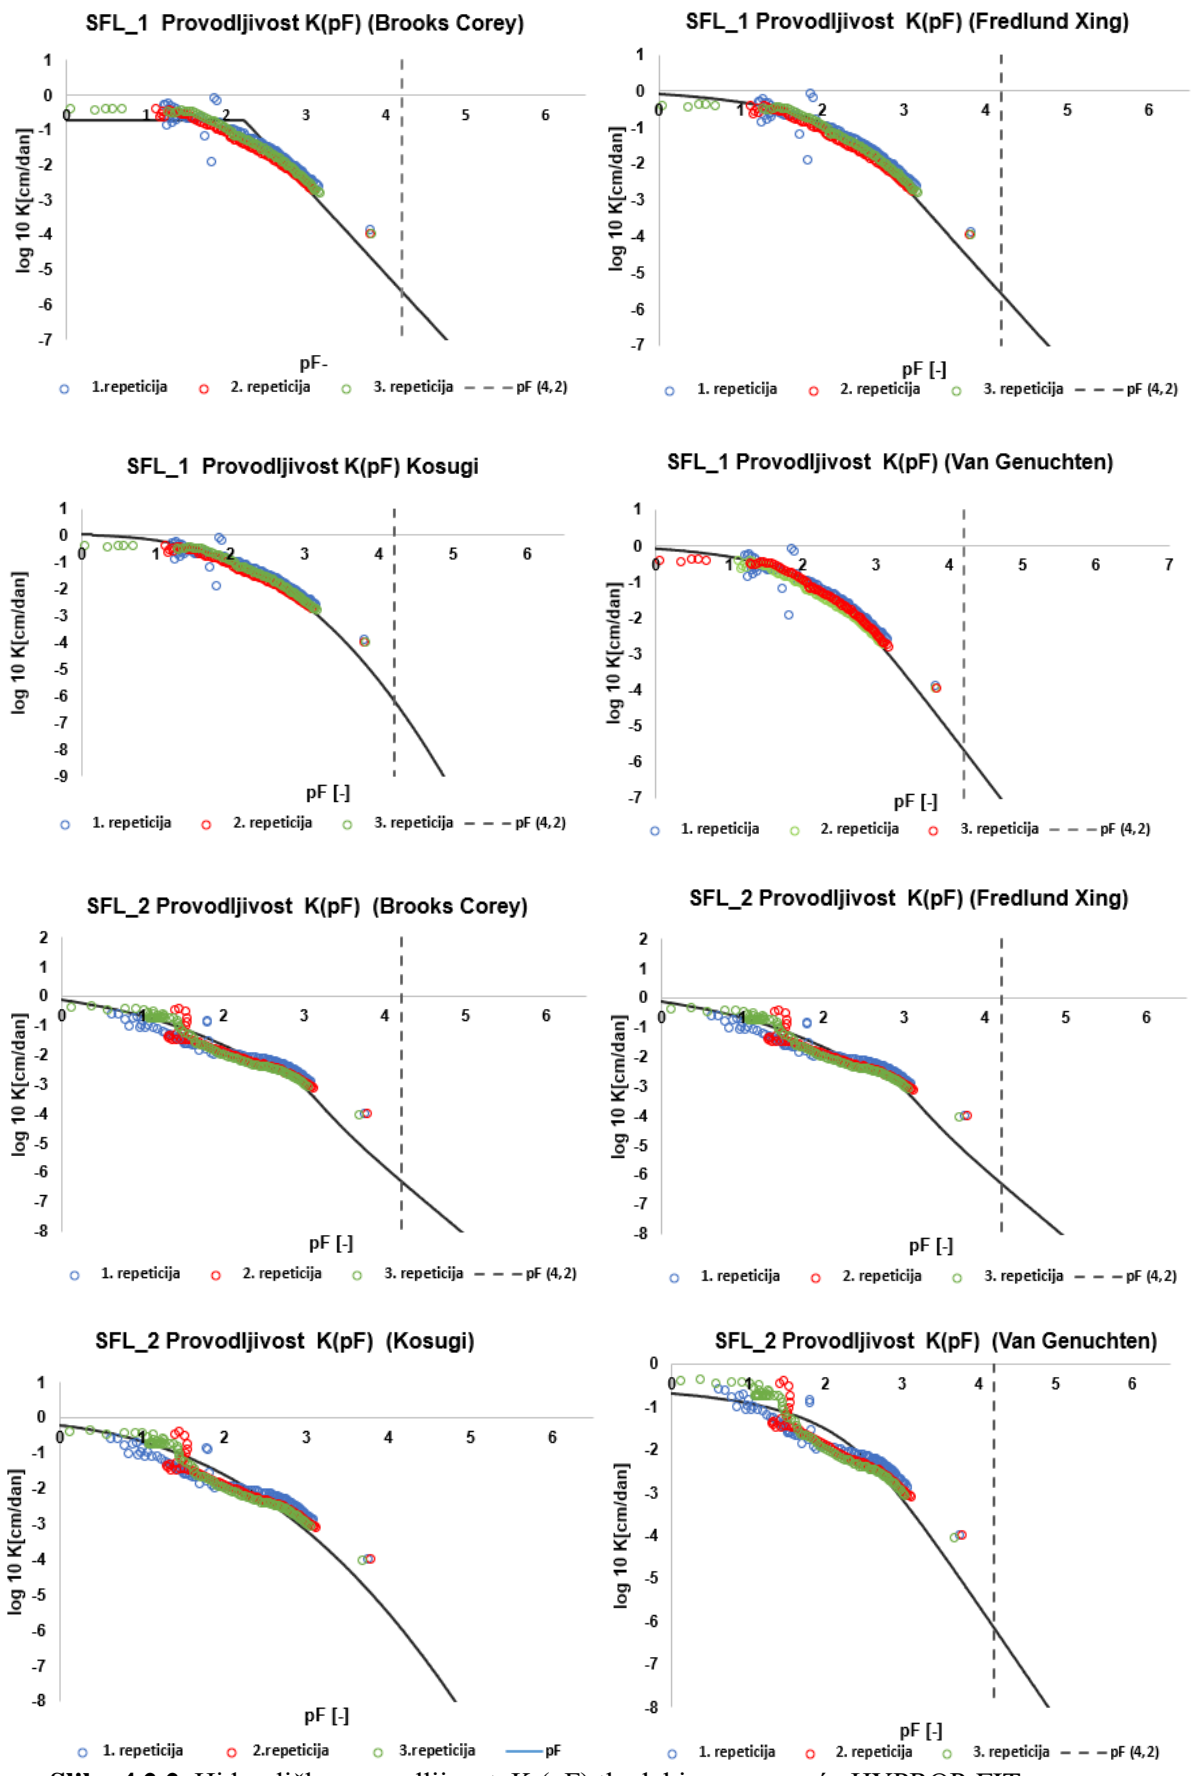 SFL_1 Provodljivost K(pF) (Brooks Corey)
1
0
-1
-2
-3
-4
-5
-6
-7
0 1 2 3 4 5 6
log 10 K[cm/dan]
pF-
1.repeticija 2. repeticija 3. repeticija pF (4,2)
SFL_1 Provodljivost K(pF) (Fredlund Xing)
1
0
-1
-2
-3
-4
-5
-6
-7
0 1 2 3 4 5 6
log 10 K[cm/dan]
pF [-]
1. repeticija 2. repeticija 3. repeticija pF (4,2)
SFL_1 Provodljivost K(pF) Kosugi
1
0
-1
-2
-3
-4
-5
-6
-7
-8
-9
0 1 2 3 4 5 6
log 10 K[cm/dan]
pF [-]
1. repeticija 2. repeticija 3. repeticija pF (4,2)
SFL_1 Provodljivost K(pF) (Van Genuchten)
1
0
-1
-2
-3
-4
-5
-6
-7
0 1 2 3 4 5 6 7
log 10 K[cm/dan]
pF [-]
1. repeticija 2. repeticija 3. repeticija pF (4,2)
SFL_2 Provodljivost K(pF) (Brooks Corey)
2
1
0
-1
-2
-3
-4
-5
-6
-7
-8
0 1 2 3 4 5 6
log 10 K[cm/dan]
pF [-]
1. repeticija 2. repeticija 3. repeticija pF (4,2)
SFL_2 Provodljivost K(pF) (Fredlund Xing)
2
1
0
-1
-2
-3
-4
-5
-6
-7
-8
0 1 2 3 4 5 6
log 10 K[cm/dan]
pF [-]
1. repeticija 2. repeticija 3. repeticija pF (4,2)
SFL_2 Provodljivost K(pF) (Kosugi)
1
0
-1
-2
-3
-4
-5
-6
-7
-8
0 1 2 3 4 5 6
log 10 K[cm/dan]
pF [-]
1. repeticija 2.repeticija 3.repeticija pF
SFL_2 Provodljivost K(pF) (Van Genuchten)
0
-1
-2
-3
-4
-5
-6
-7
-8
0 1 2 3 4 5 6
log 10 K[cm/dan]
pF [-]
1. repeticija 2. repeticija 3. repeticija pF (4,2)